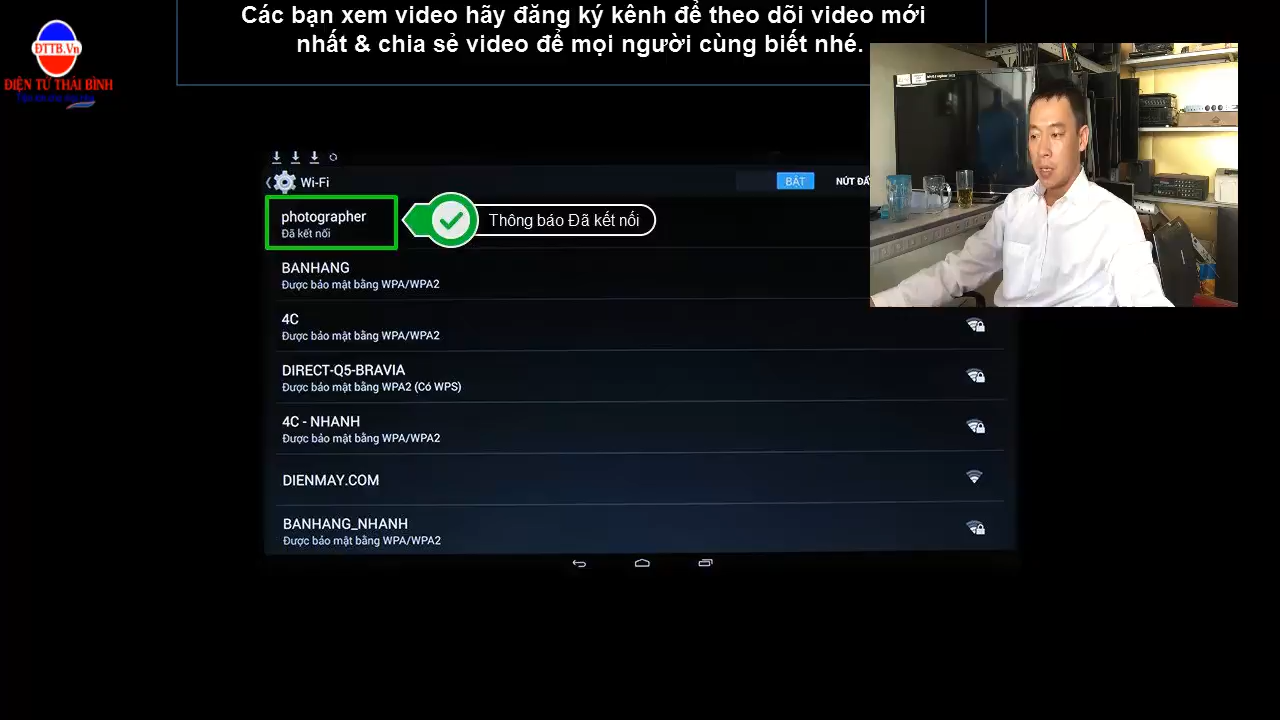 Các bạn xem video hãy đăng ký kênh để theo dõi video mới
nhất & chia sẻ video để mọi người cùng biết nhé.
ĐTTB.Vn
ĐIỆN TỬ THÁI BÌNH
Wi-Fi
BẬT
NÚT ĐẨ
photographer
Đã kết nối
Thông báo Đã kết nối
BANHANG
Được bảo mật bằng WPA/WPA2
4C
Được bảo mật bằng WPA/WPA2
DIRECT-Q5-BRAVIA
Được bảo mật bằng WPA2 (Có WPS)
4C - NHANH
Được bảo mật bằng WPA/WPA2
DIENMAY.COM
BANHANG_NHANH
Được bảo mật bằng WPA/WPA2